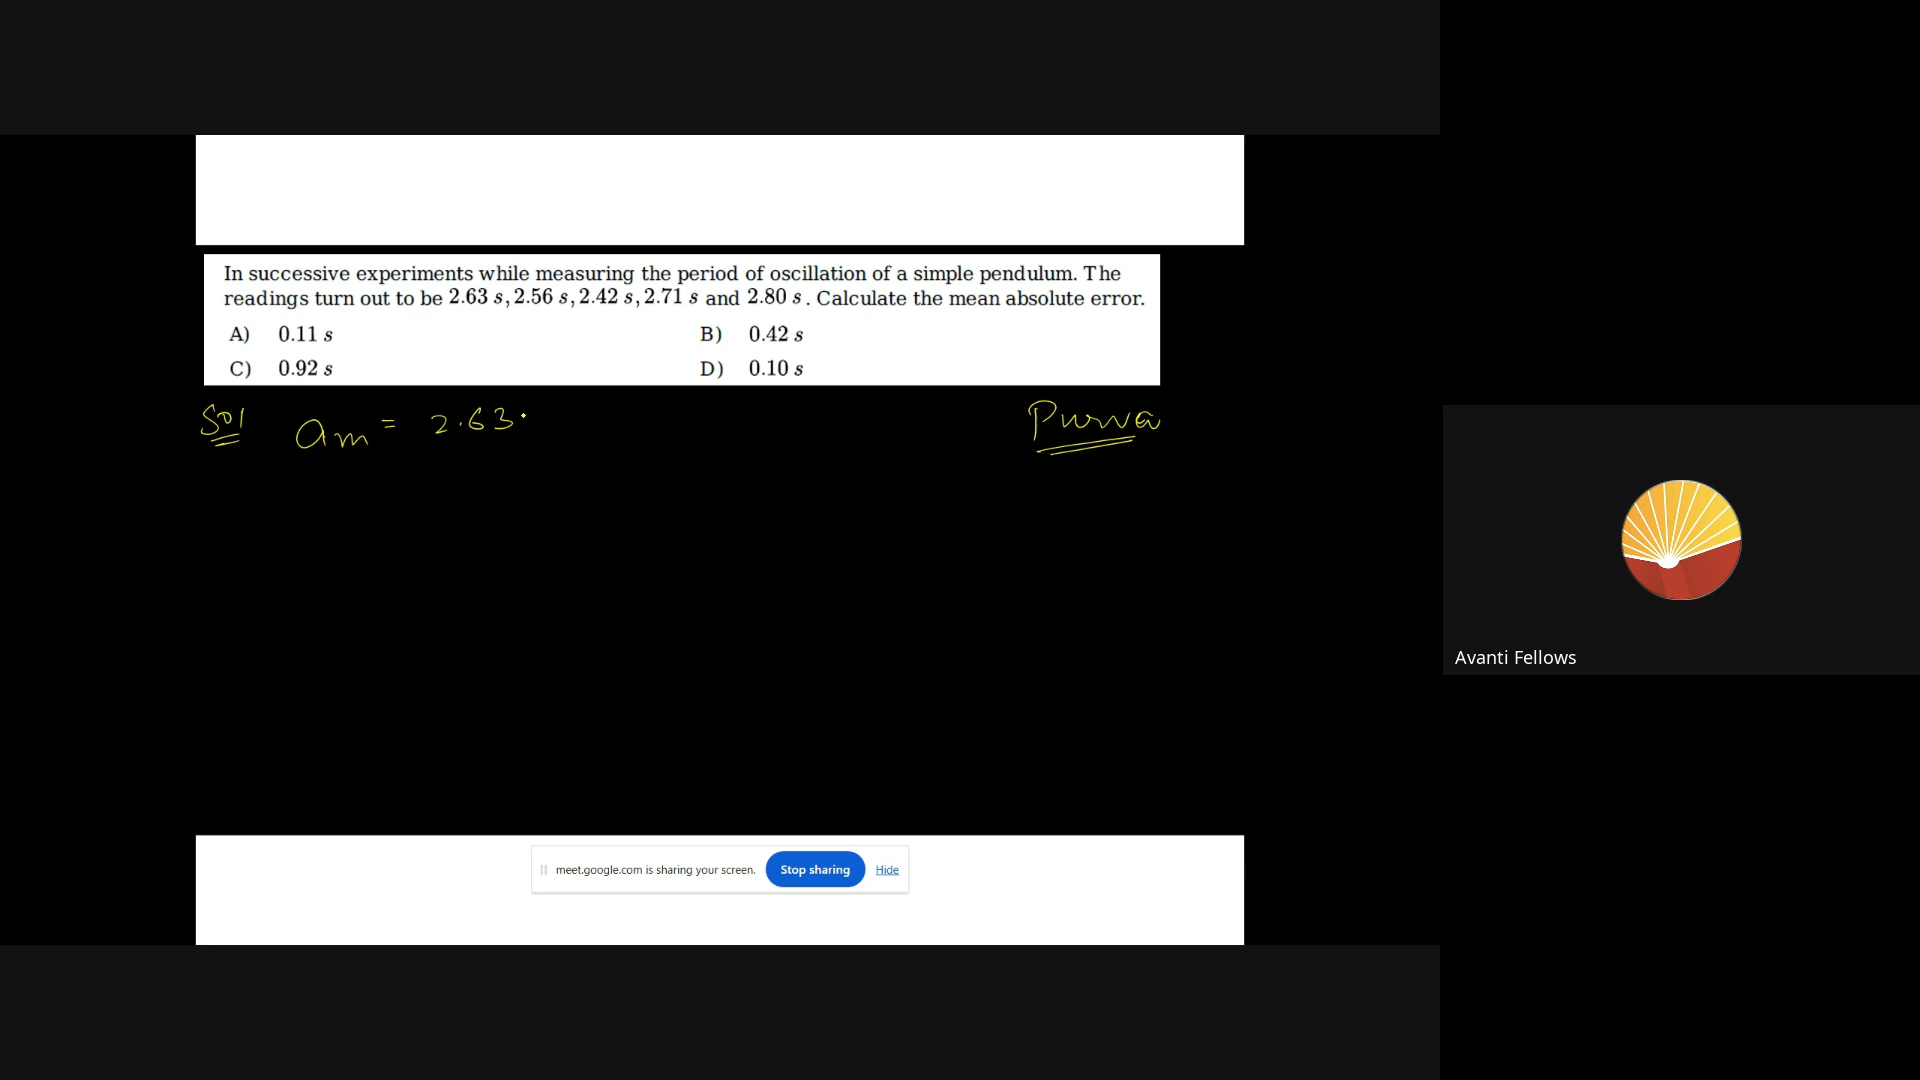 In successive experiments while measuring the period of oscillation of a simple pendulum. The
readings turn out to be 2.63 s, 2.56 s, 2.42 s, 2.71 s and 2.80 s. Calculate the mean absolute error.
A) 0.11 s B) 0.42 s
C) 0.92 s D) 0.10 s
Sol am = 2.63 Purva
Avanti Fellows
meet.google.com is sharing your screen. Stop sharing Hide